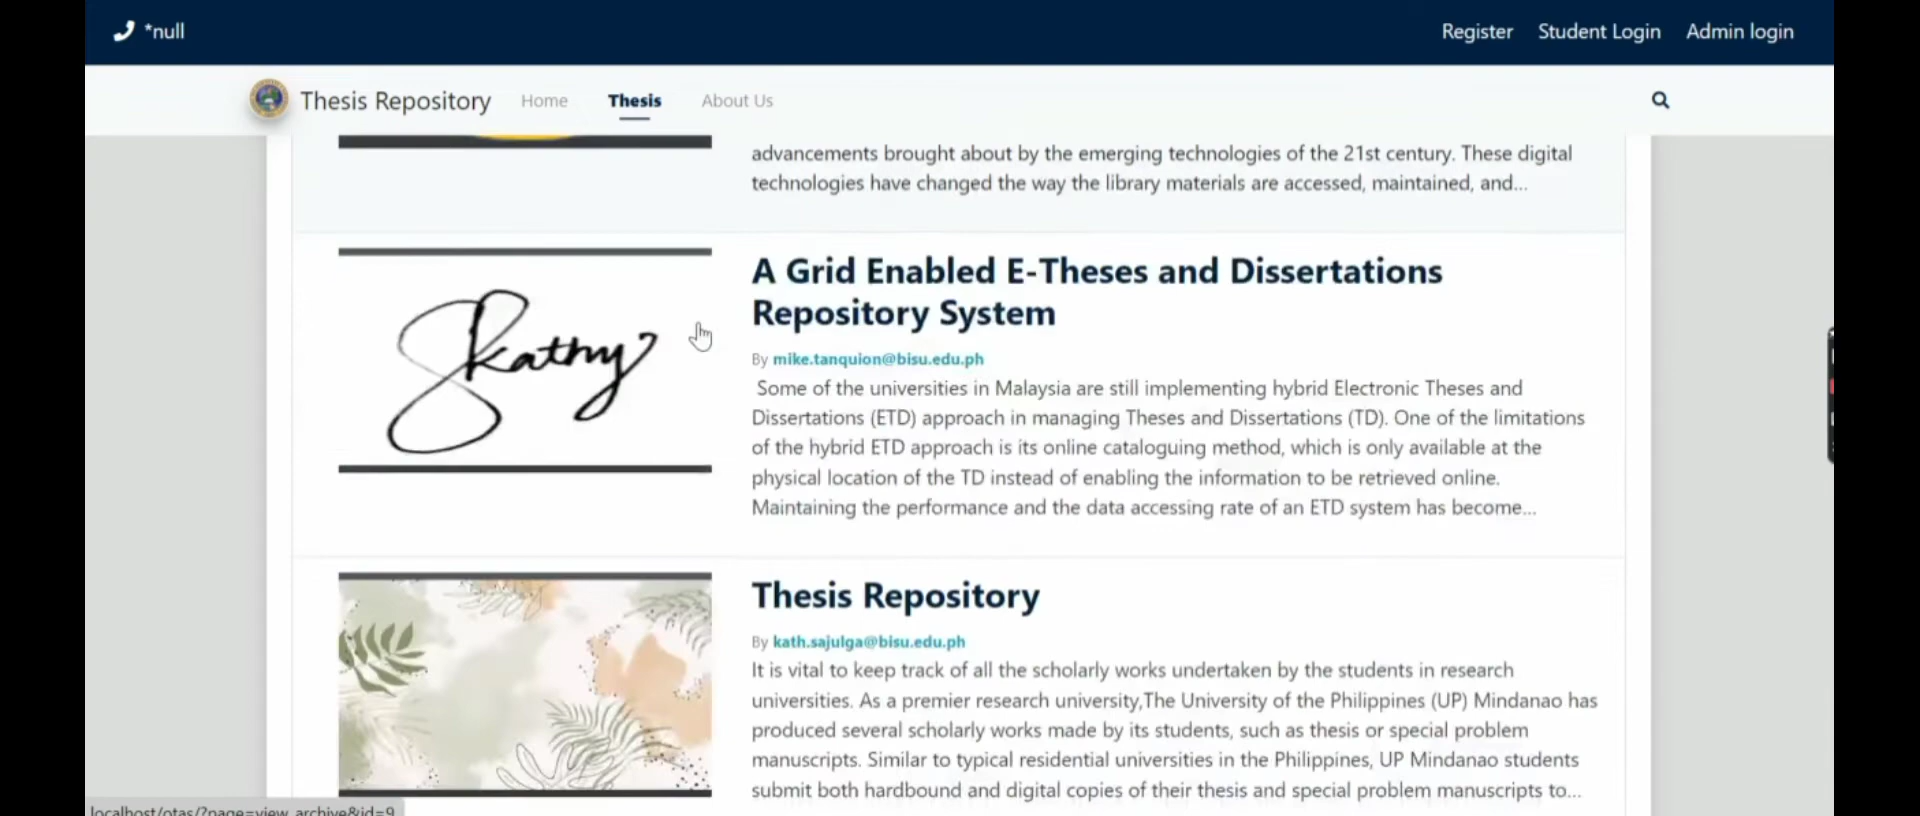 *null
Register Student Login Admin login
Thesis Repository Home Thesis About Us
advancements brought about by the emerging technologies of the 21st century. These digital
technologies have changed the way the library materials are accessed, maintained, and...
A Grid Enabled E-Theses and Dissertations
Repository System
By mike.tanquion@bisu.edu.ph
Some of the universities in Malaysia are still implementing hybrid Electronic Theses and
Dissertations (ETD) approach in managing Theses and Dissertations (TD). One of the limitations
of the hybrid ETD approach is its online cataloguing method, which is only available at the
physical location of the TD instead of enabling the information to be retrieved online.
Maintaining the performance and the data accessing rate of an ETD system has become...
Kathy
Thesis Repository
By kath.sajulga@bisu.edu.ph
It is vital to keep track of all the scholarly works undertaken by the students in research
universities. As a premier research university,The University of the Philippines (UP) Mindanao has
produced several scholarly works made by its students, such as thesis or special problem
manuscripts. Similar to typical residential universities in the Philippines, UP Mindanao students
submit both hardbound and digital copies of their thesis and special problem manuscripts to...
localhost/otas/?page=view_archive&id=9